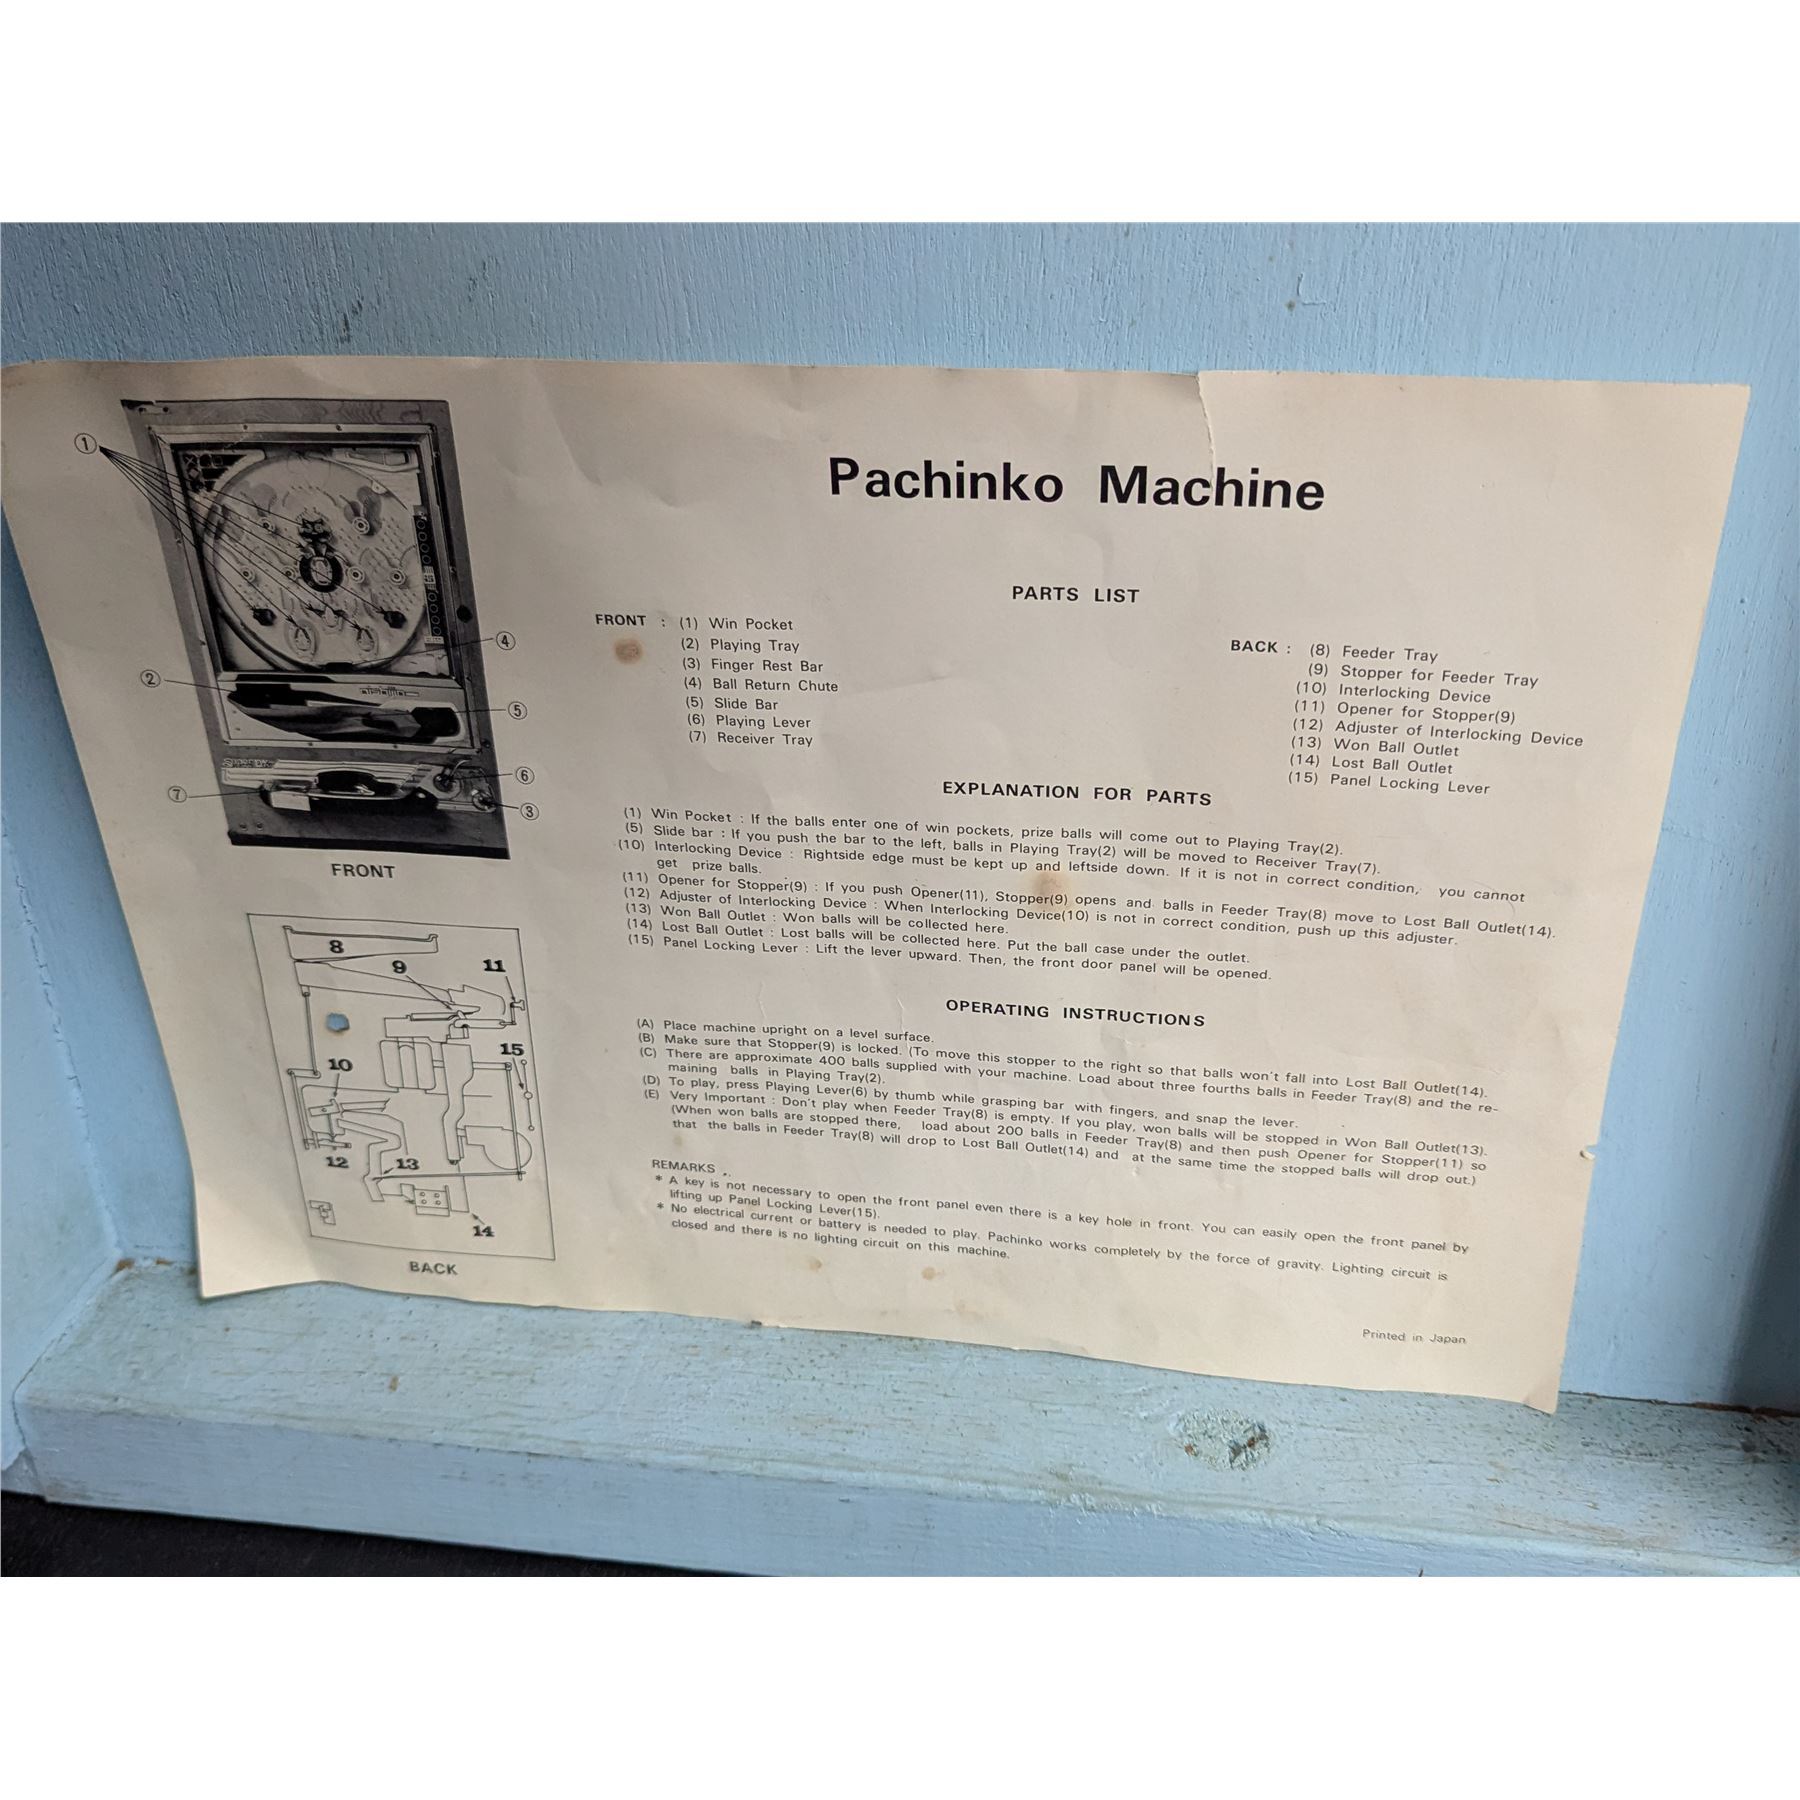 Pachinko Machine
PARTS LIST
FRONT : (1) Win Pocket
(2) Playing Tray
(3) Finger Rest Bar
(4) Ball Return Chute
(5) Slide Bar
(6) Playing Lever
(7) Receiver Tray
BACK : (8) Feeder Tray
(9) Stopper for Feeder Tray
(10) Interlocking Device
(11) Opener for Stopper(9)
(12) Adjuster of Interlocking Device
(13) Won Ball Outlet
(14) Lost Ball Outlet
(15) Panel Locking Lever
EXPLANATION FOR PARTS
(1) Win Pocket : If the balls enter one of win pockets, prize balls will come out to Playing Tray(2).
(5) Slide bar : If you push the bar to the left, balls in Playing Tray(2) will be moved to Receiver Tray(7).
(10) Interlocking Device : Rightside edge must be kept up and leftside down. If it is not in correct condition, you cannot
get prize balls.
(11) Opener for Stopper(9) : If you push Opener(11), Stopper(9) opens and balls in Feeder Tray(8) move to Lost Ball Outlet(14).
(12) Adjuster of Interlocking Device : When Interlocking Device(10) is not in correct condition, push up this adjuster.
(13) Won Ball Outlet : Won balls will be collected here.
(14) Lost Ball Outlet : Lost balls will be collected here. Put the ball case under the outlet.
(15) Panel Locking Lever : Lift the lever upward. Then, the front door panel will be opened.
OPERATING INSTRUCTIONS
(A) Place machine upright on a level surface.
(B) Make sure that Stopper(9) is locked. (To move this stopper to the right so that balls won't fall into Lost Ball Outlet(14).
(C) There are approximate 400 balls supplied with your machine. Load about three fourths balls in Feeder Tray(8) and the re-
maining balls in Playing Tray(2).
(D) To play, press Playing Lever(6) by thumb while grasping bar with fingers, and snap the lever.
(E) Very Important : Don't play when Feeder Tray(8) is empty. If you play, won balls will be stopped in Won Ball Outlet(13).
(When won balls are stopped there, load about 200 balls in Feeder Tray(8) and then push Opener for Stopper(11) so
that the balls in Feeder Tray(8) will drop to Lost Ball Outlet(14) and at the same time the stopped balls will drop out.)
REMARKS
* A key is not necessary to open the front panel even there is a key hole in front. You can easily open the front panel by
lifting up Panel Locking Lever(15).
* No electrical current or battery is needed to play. Pachinko works completely by the force of gravity. Lighting circuit is
closed and there is no lighting circuit on this machine.
Printed in Japan
1
4
2
nishijin
5
6
7
3
FRONT
8
9
11
15
10
12
13
14
BACK